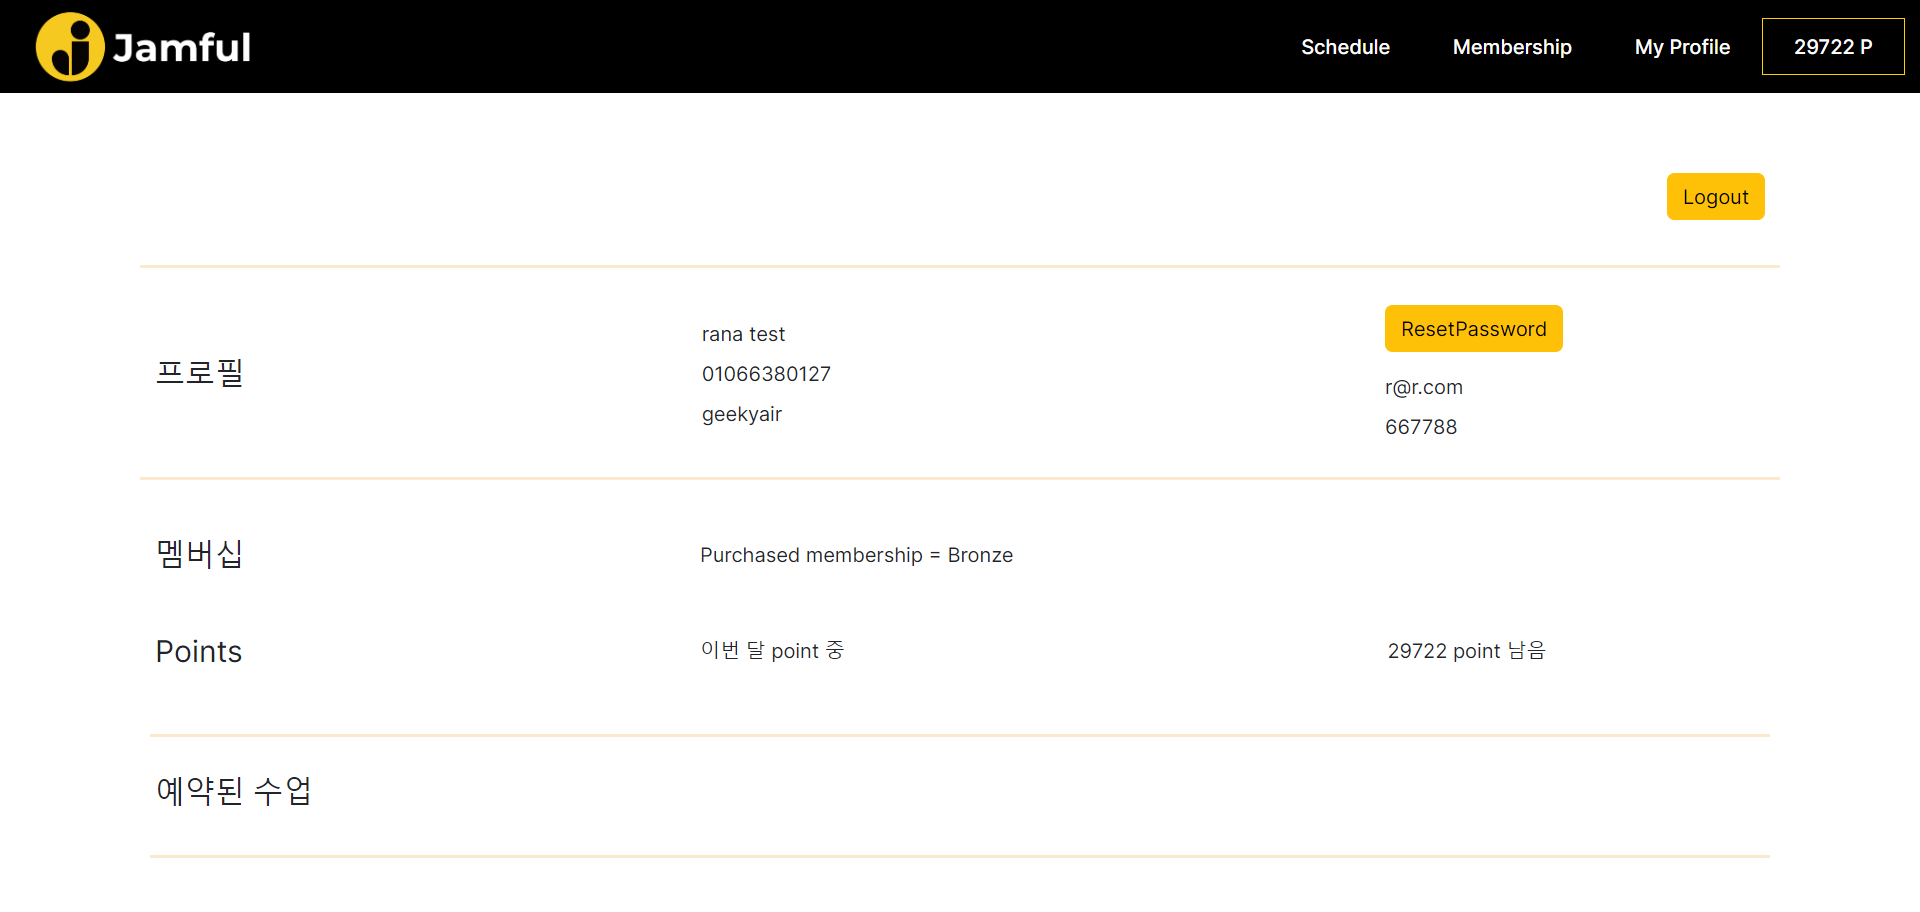 Jamful
Schedule
Membership
My Profile
29722 P
Logout
프로필
rana test
01066380127
geekyair
ResetPassword
r@r.com
667788
멤버십
Purchased membership = Bronze
Points
이번 달 point 중
29722 point 남음
예약된 수업